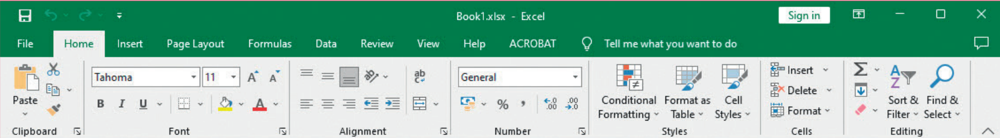 Book1.xlsx - Excel
Sign in
File Home Insert Page Layout Formulas Data Review View Help ACROBAT Tell me what you want to do
Paste
Clipboard
Tahoma 11
B I U A
Font
ab
Alignment
General
% ,
Number
Conditional Formatting
Format as Table
Cell Styles
Styles
Insert
Delete
Format
Cells
Σ
Sort & Filter
Find & Select
Editing